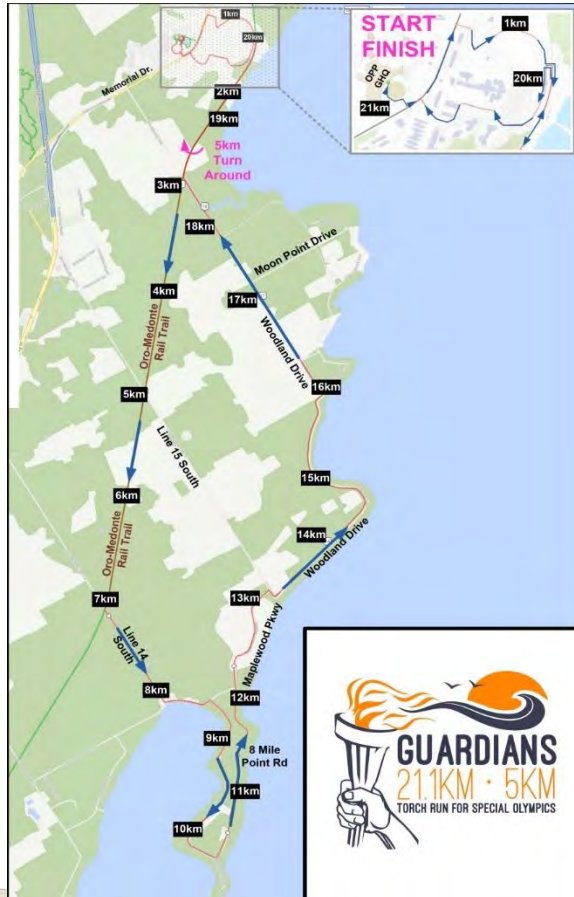 1km
20km
Memorial Dr.
START
FINISH
1km
OPP
GHQ
20km
21km
2km
19km
5km
Turn
Around
3km
18km
Moon Point Drive
4km
17km
Oro-Medonte
Rail Trail
Woodland Drive
16km
5km
Line 15 South
15km
6km
14km
Woodland Drive
Oro-Medonte
Rail Trail
13km
7km
Maplewood Pkwy
Line 14
South
8km
12km
9km
8 Mile
Point Rd
11km
10km
GUARDIANS
21.1KM · 5KM
TORCH RUN FOR SPECIAL OLYMPICS